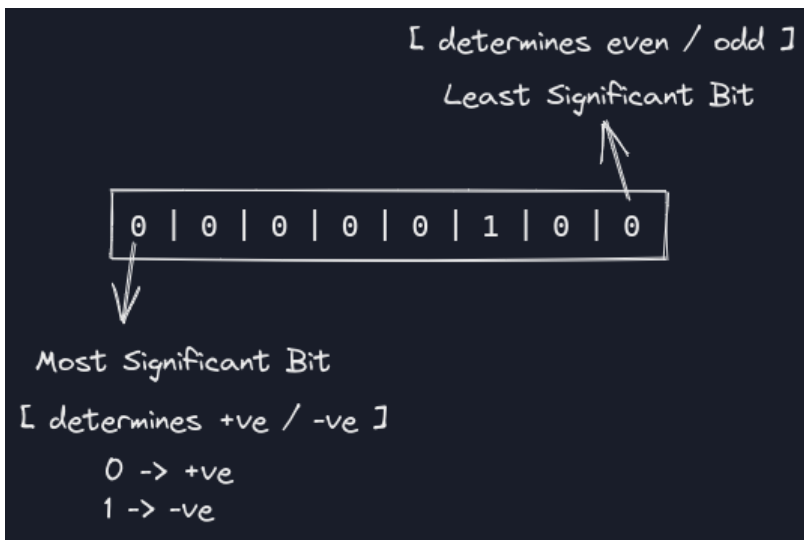 [ determines even / odd ]
Least Significant Bit
0 | 0 | 0 | 0 | 0 | 1 | 0 | 0
Most Significant Bit
[ determines +ve / -ve ]
0 -> +ve
1 -> -ve